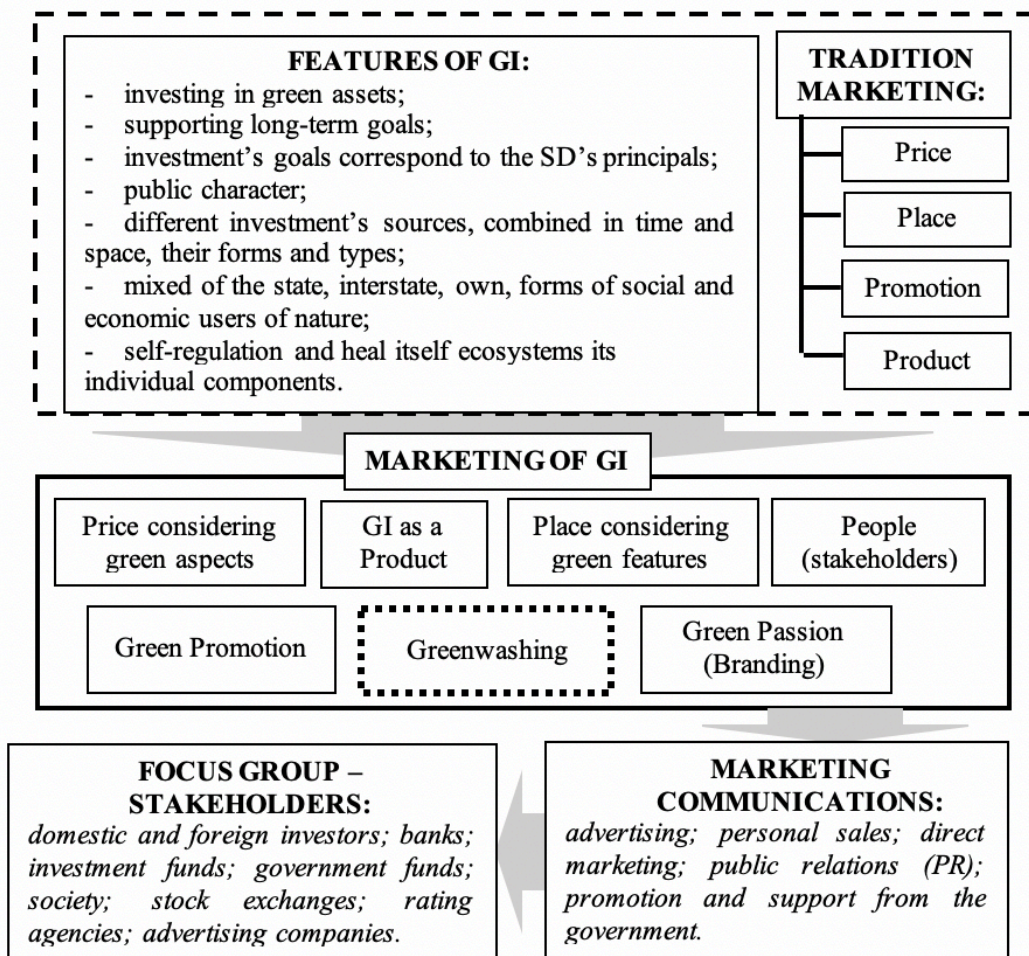 FEATURES OF GI:
- investing in green assets;
- supporting long-term goals;
- investment's goals correspond to the SD's principals;
- public character;
- different investment's sources, combined in time and
space, their forms and types;
- mixed of the state, interstate, own, forms of social and
economic users of nature;
- self-regulation and heal itself ecosystems its
individual components.
TRADITION
MARKETING:
Price
Place
Promotion
Product
MARKETING OF GI
Price considering
green aspects
GI as a
Product
Place considering
green features
People
(stakeholders)
Green Promotion
Greenwashing
Green Passion
(Branding)
FOCUS GROUP –
STAKEHOLDERS:
domestic and foreign investors; banks;
investment funds; government funds;
society; stock exchanges; rating
agencies; advertising companies.
MARKETING
COMMUNICATIONS:
advertising; personal sales; direct
marketing; public relations (PR);
promotion and support from the
government.